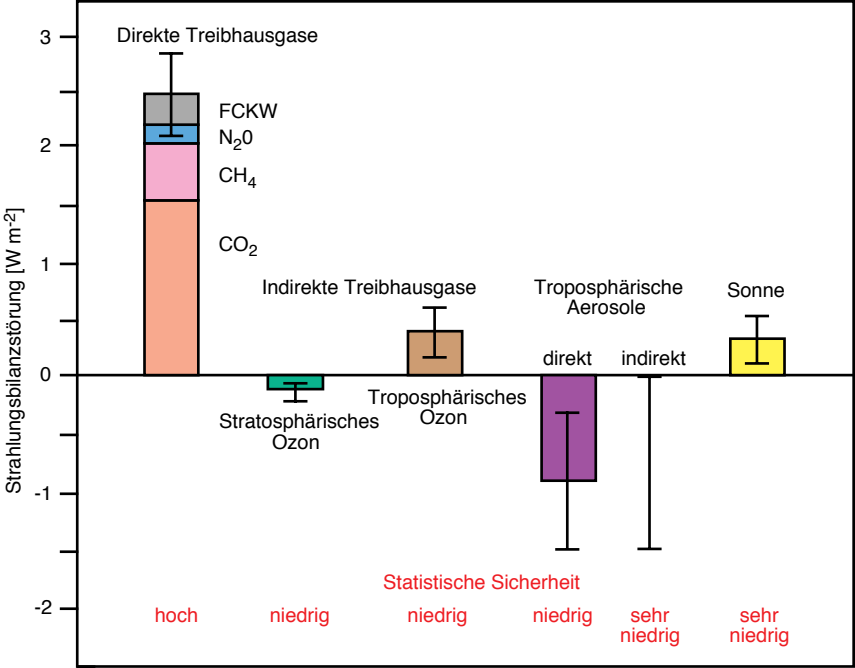 Strahlungsbilanzstörung [W m-2]
3
2
1
0
-1
-2
Direkte Treibhausgase
FCKW
N20
CH4
CO2
Indirekte Treibhausgase
Stratosphärisches
Ozon
Troposphärisches
Ozon
Troposphärische
Aerosole
direkt
indirekt
Sonne
Statistische Sicherheit
hoch
niedrig
niedrig
niedrig
sehr
niedrig
sehr
niedrig